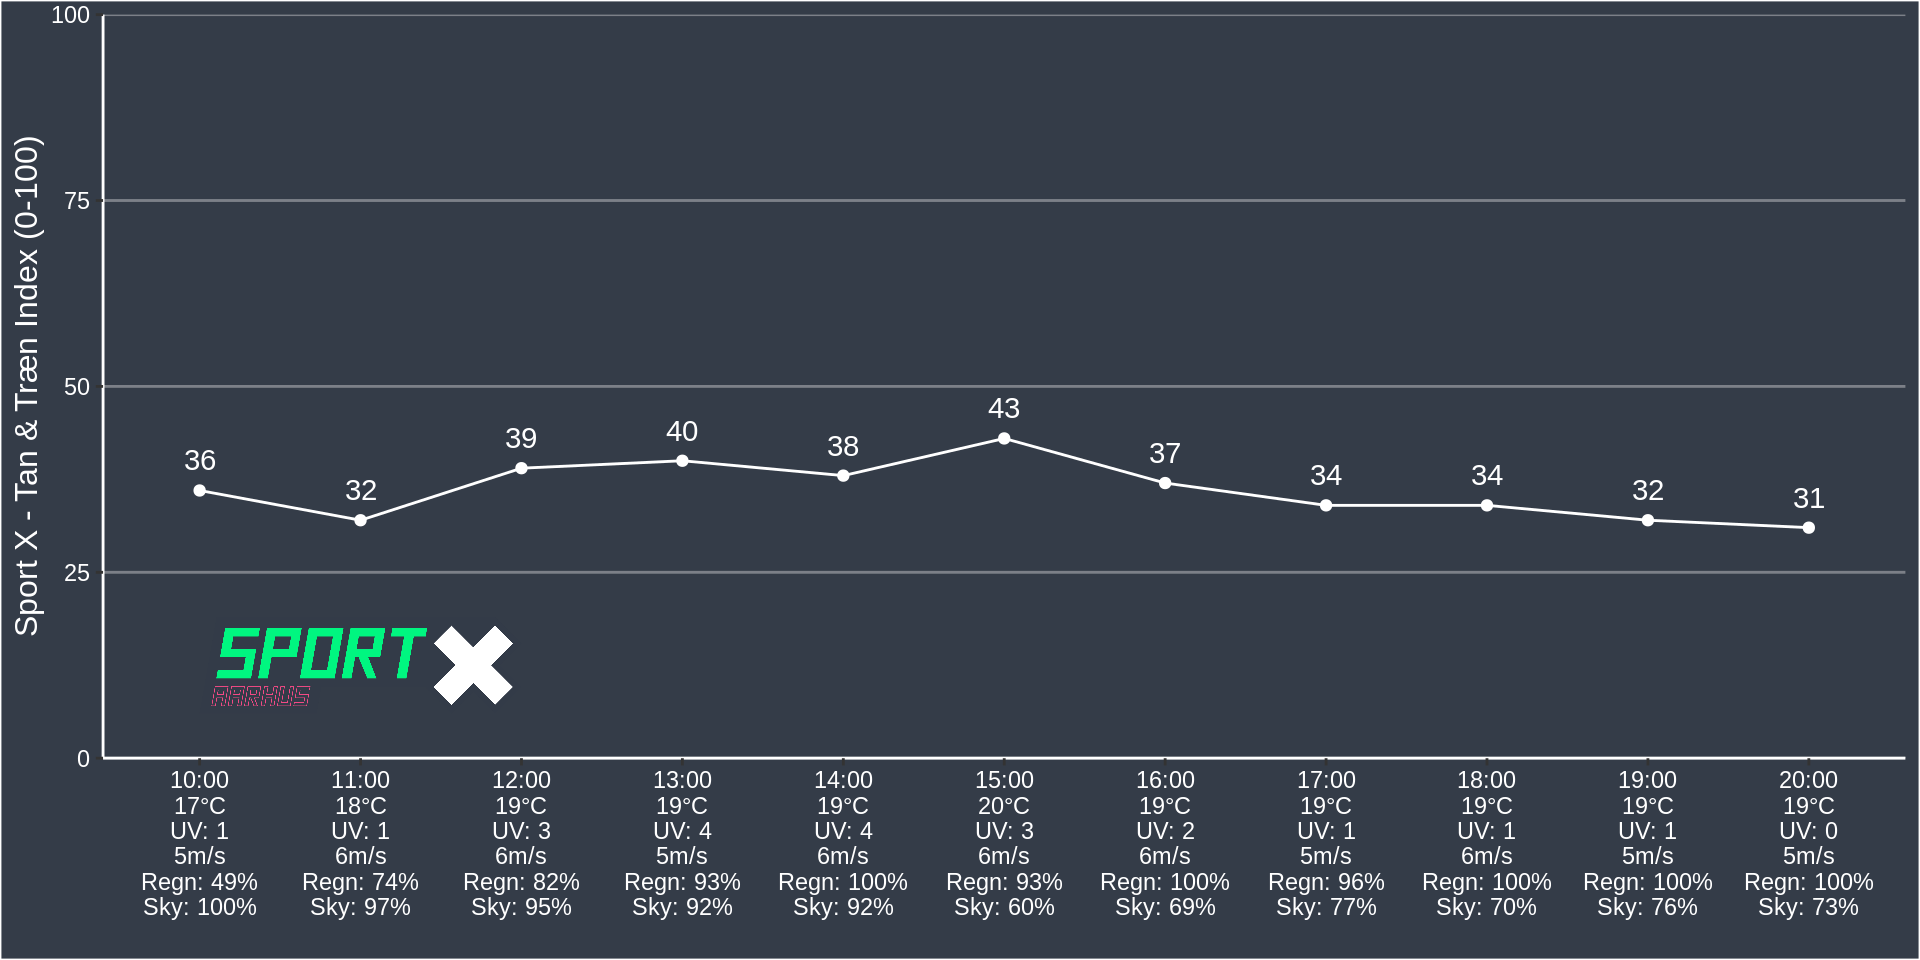 Sport X - Tan & Træn Index (0-100)
100
75
50
25
0
36
32
39
40
38
43
37
34
34
32
31
SPORT X
AARHUS
10:00 11:00 12:00 13:00 14:00 15:00 16:00 17:00 18:00 19:00 20:00
17°C 18°C 19°C 19°C 19°C 20°C 19°C 19°C 19°C 19°C 19°C
UV: 1 UV: 1 UV: 3 UV: 4 UV: 4 UV: 3 UV: 2 UV: 1 UV: 1 UV: 1 UV: 0
5m/s 6m/s 6m/s 5m/s 6m/s 6m/s 6m/s 5m/s 6m/s 5m/s 5m/s
Regn: 49% Regn: 74% Regn: 82% Regn: 93% Regn: 100% Regn: 93% Regn: 100% Regn: 96% Regn: 100% Regn: 100% Regn: 100%
Sky: 100% Sky: 97% Sky: 95% Sky: 92% Sky: 92% Sky: 60% Sky: 69% Sky: 77% Sky: 70% Sky: 76% Sky: 73%